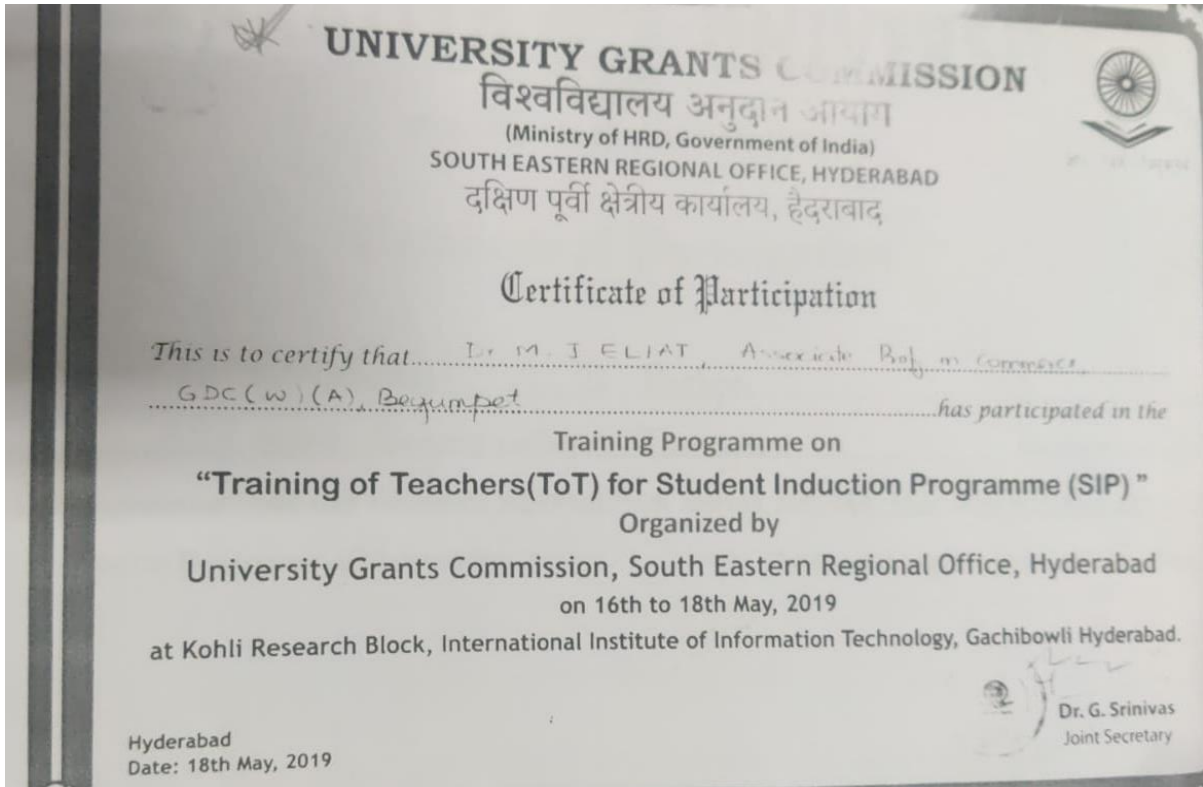 UNIVERSITY GRANTS COMMISSION
विश्वविद्यालय अनुदान आयोग
(Ministry of HRD, Government of India)
SOUTH EASTERN REGIONAL OFFICE, HYDERABAD
दक्षिण पूर्वी क्षेत्रीय कार्यालय, हैदराबाद
Certificate of Participation
This is to certify that Dr M. J ELIAT, Associate Prof in Commerce,
GDC (W) (A), Begumpet has participated in the
Training Programme on
“Training of Teachers(ToT) for Student Induction Programme (SIP) ”
Organized by
University Grants Commission, South Eastern Regional Office, Hyderabad
on 16th to 18th May, 2019
at Kohli Research Block, International Institute of Information Technology, Gachibowli Hyderabad.
Dr. G. Srinivas
Joint Secretary
Hyderabad
Date: 18th May, 2019